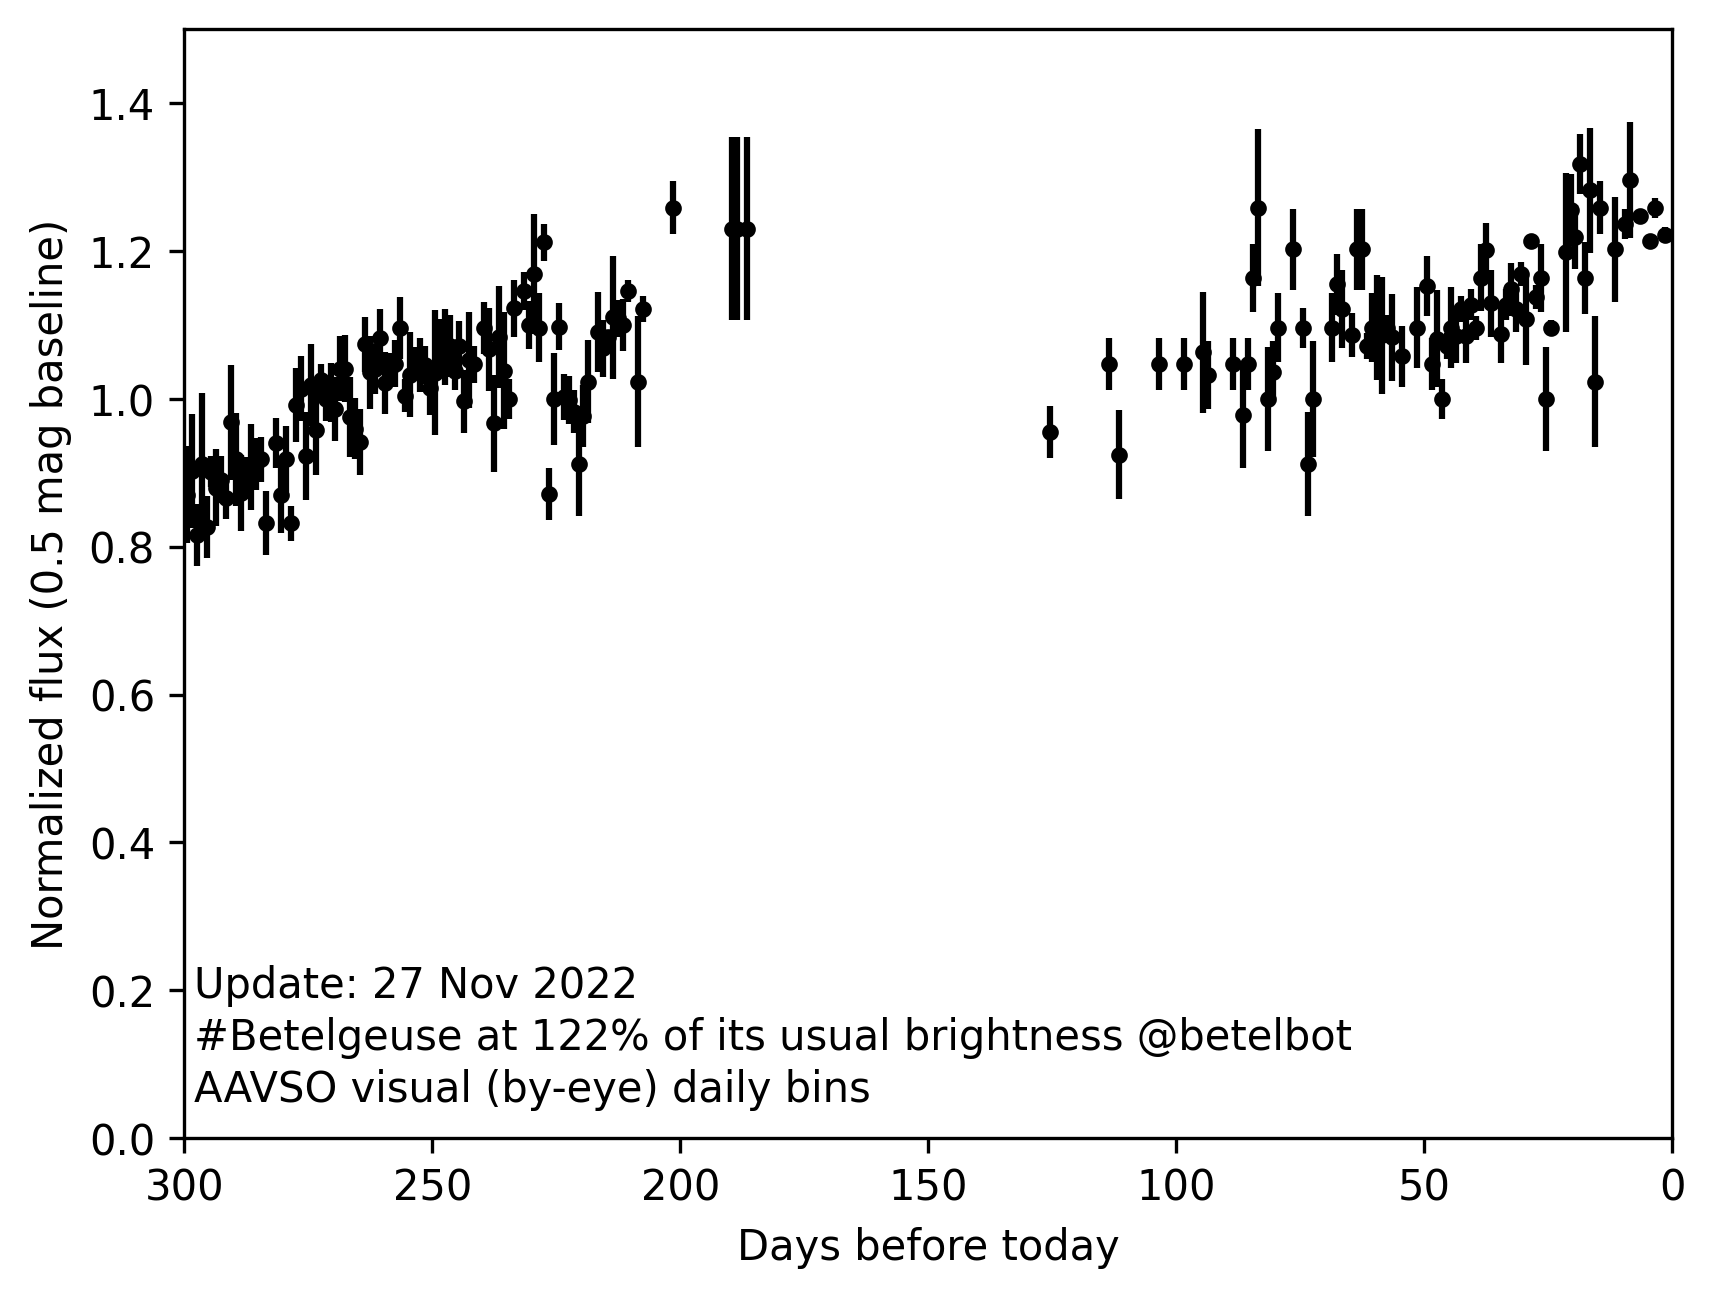 1.4
1.2
1.0
0.8
0.6
0.4
0.2
0.0
Normalized flux (0.5 mag baseline)
Update: 27 Nov 2022
#Betelgeuse at 122% of its usual brightness @betelbot
AAVSO visual (by-eye) daily bins
300 250 200 150 100 50 0
Days before today